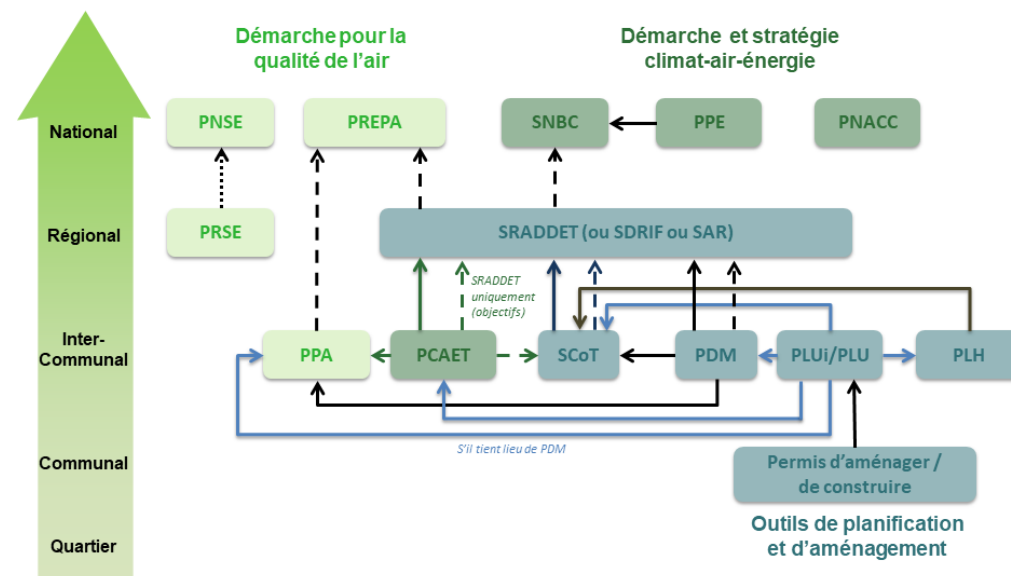 Démarche pour la
qualité de l'air
Démarche et stratégie
climat-air-énergie
National
PNSE
PREPA
SNBC
PPE
PNACC
Régional
PRSE
SRADDET (ou SDRIF ou SAR)
SRADDET
uniquement
(objectifs)
Inter-
Communal
PPA
PCAET
SCoT
PDM
PLUi/PLU
PLH
S'il tient lieu de PDM
Communal
Permis d'aménager /
de construire
Quartier
Outils de planification
et d'aménagement